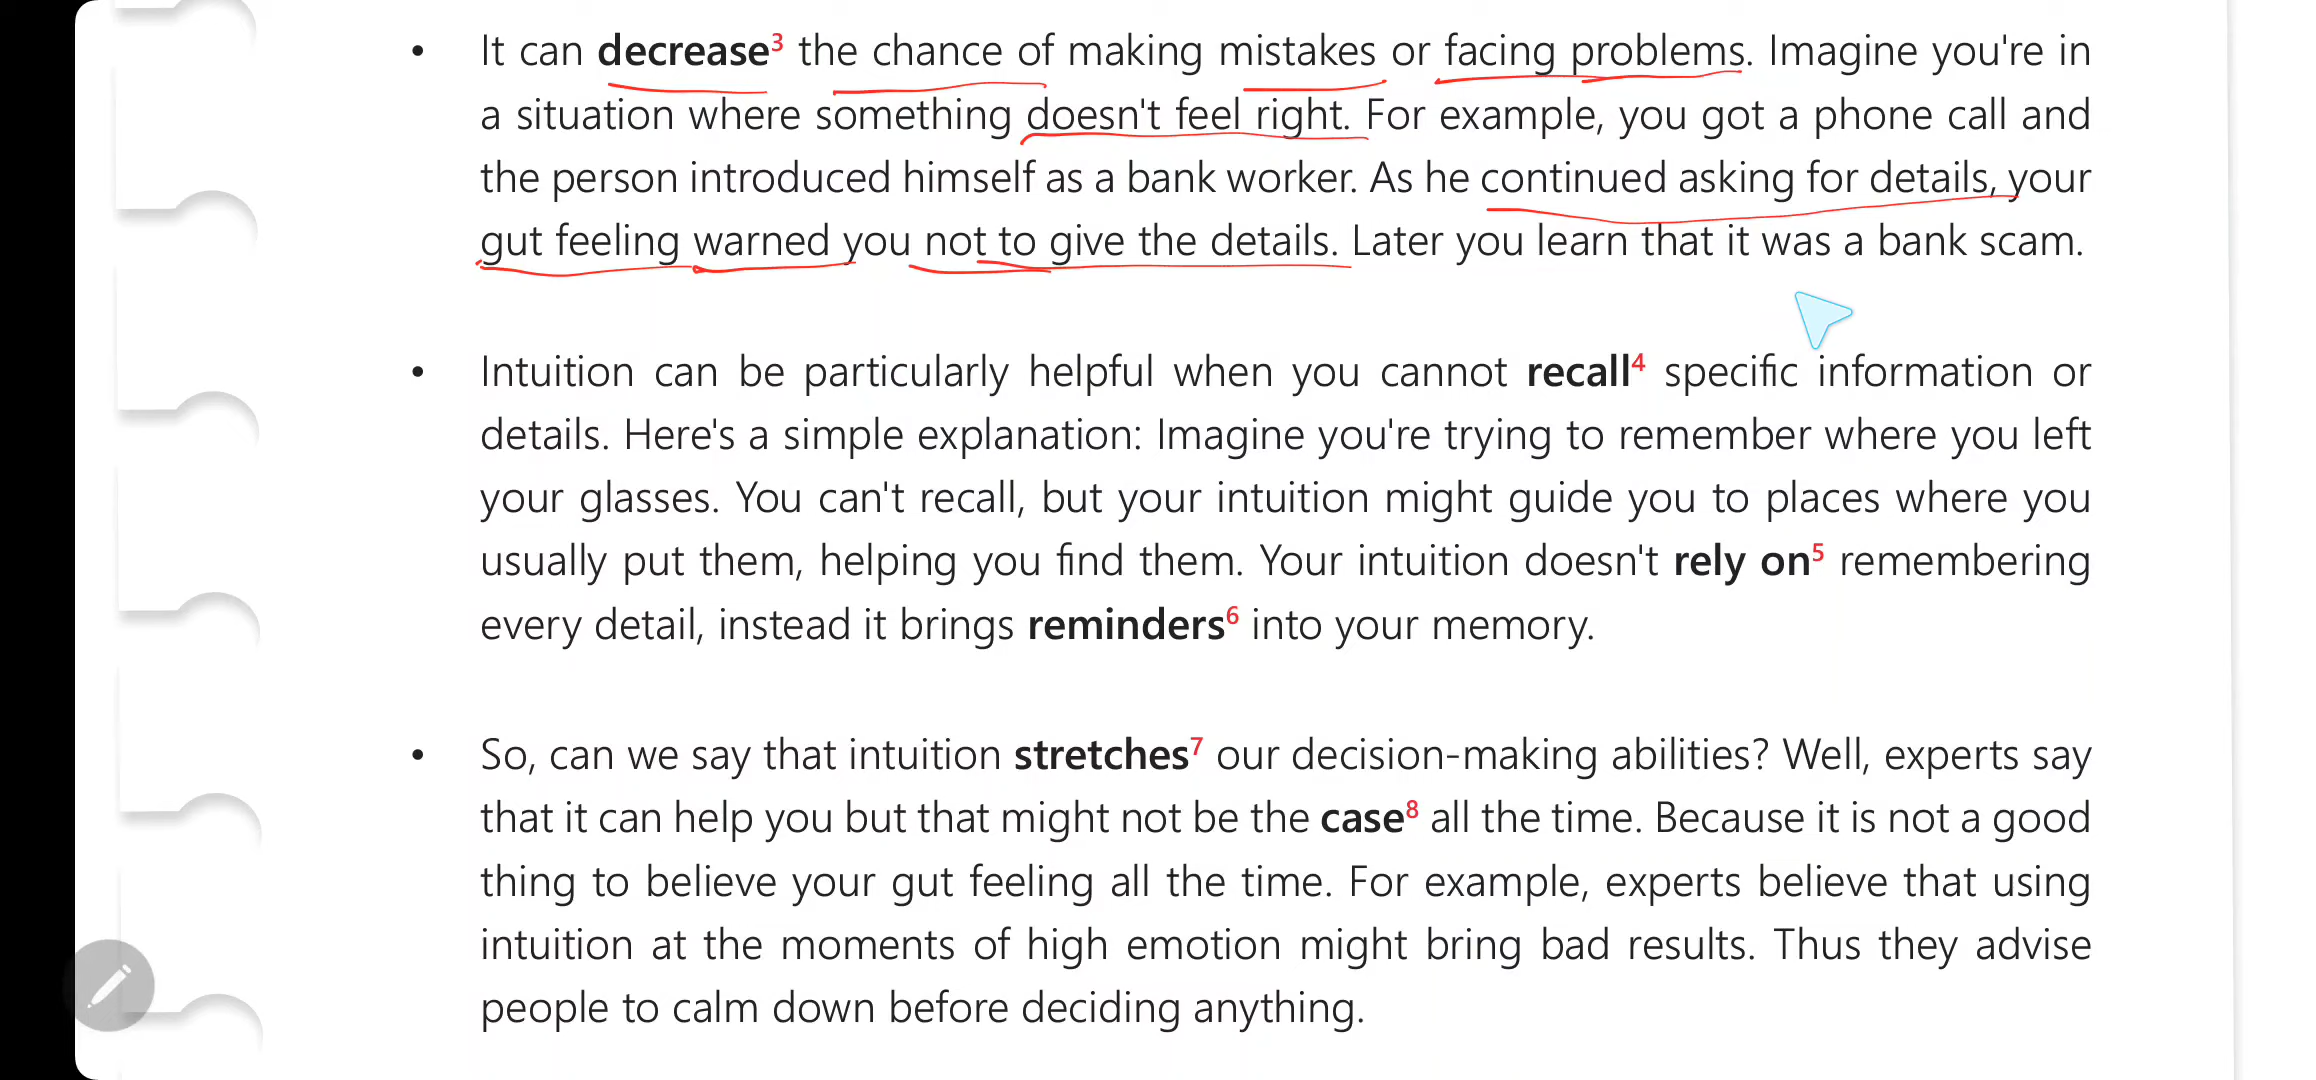 • It can decrease³ the chance of making mistakes or facing problems. Imagine you're in
a situation where something doesn't feel right. For example, you got a phone call and
the person introduced himself as a bank worker. As he continued asking for details, your
gut feeling warned you not to give the details. Later you learn that it was a bank scam.
• Intuition can be particularly helpful when you cannot recall⁴ specific information or
details. Here's a simple explanation: Imagine you're trying to remember where you left
your glasses. You can't recall, but your intuition might guide you to places where you
usually put them, helping you find them. Your intuition doesn't rely on⁵ remembering
every detail, instead it brings reminders⁶ into your memory.
• So, can we say that intuition stretches⁷ our decision-making abilities? Well, experts say
that it can help you but that might not be the case⁸ all the time. Because it is not a good
thing to believe your gut feeling all the time. For example, experts believe that using
intuition at the moments of high emotion might bring bad results. Thus they advise
people to calm down before deciding anything.